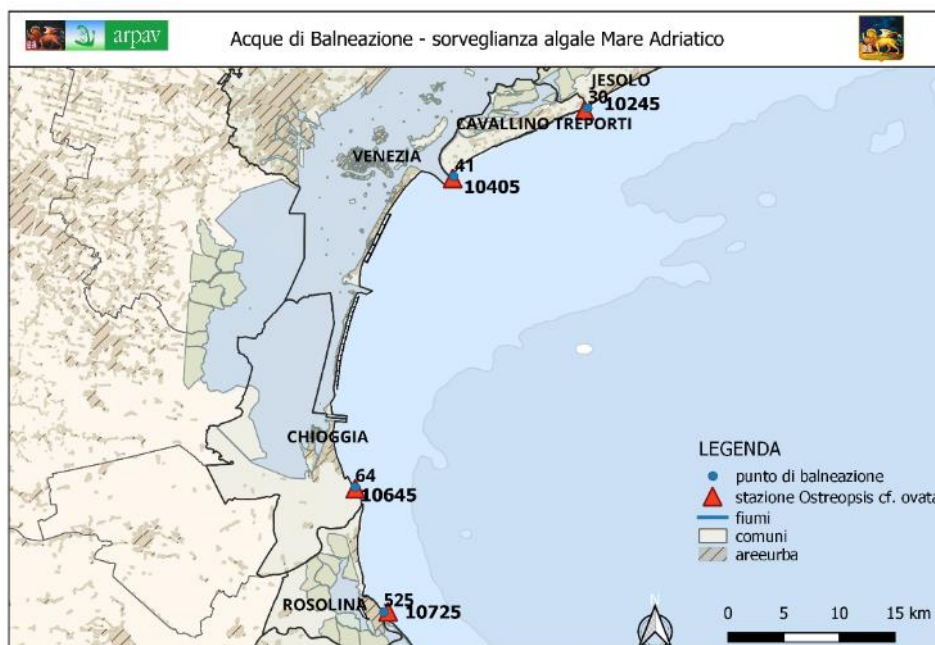 arpav
Acque di Balneazione - sorveglianza algale Mare Adriatico
JESOLO
30
10245
CAVALLINO TREPORTI
VENEZIA
41
10405
CHIOGGIA
64
10645
ROSOLINA
525
10725
LEGENDA
punto di balneazione
stazione Ostreopsis cf. ovata
fiumi
comuni
areeurba
N
0 5 10 15 km